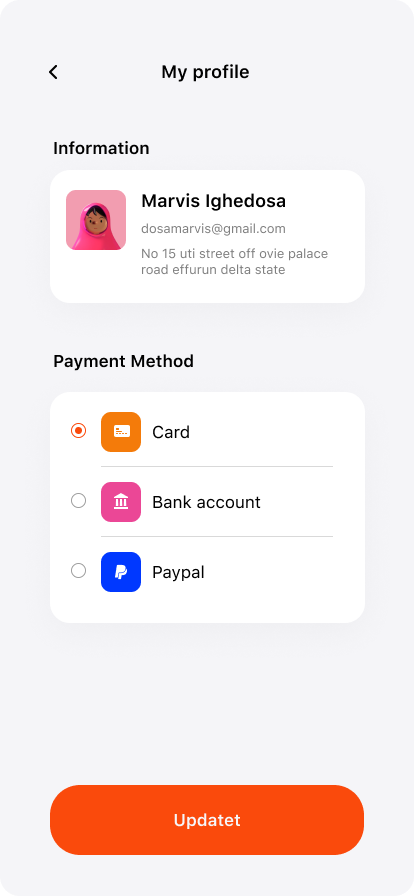 My profile
Information
Marvis Ighedosa
dosamarvis@gmail.com
No 15 uti street off ovie palace
road effurun delta state
Payment Method
Card
Bank account
Paypal
Updatet